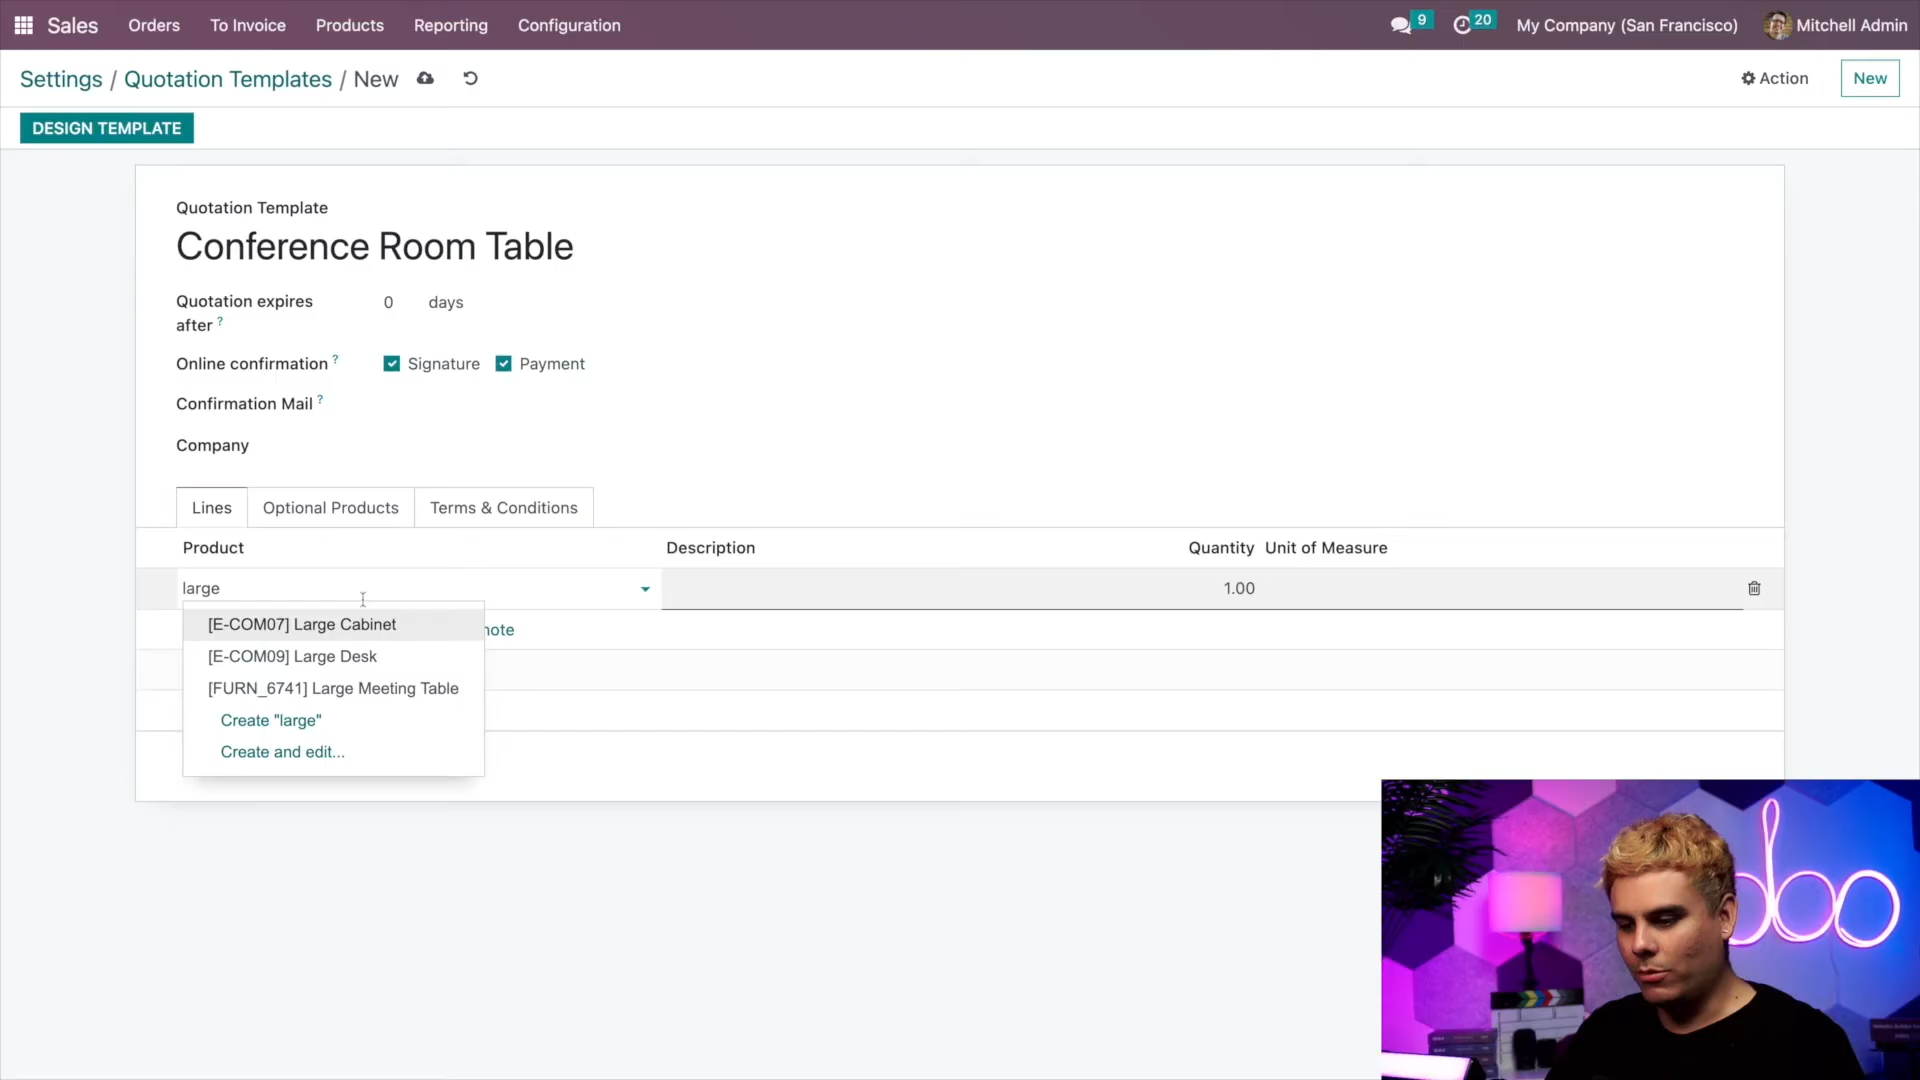 Sales Orders To Invoice Products Reporting Configuration 9 20 My Company (San Francisco) Mitchell Admin
Settings / Quotation Templates / New Action New
DESIGN TEMPLATE
Quotation Template
Conference Room Table
Quotation expires after ? 0 days
Online confirmation ? Signature Payment
Confirmation Mail ?
Company
Lines Optional Products Terms & Conditions
Product Description Quantity Unit of Measure
large 1.00
[E-COM07] Large Cabinet
note
[E-COM09] Large Desk
[FURN_6741] Large Meeting Table
Create "large"
Create and edit...